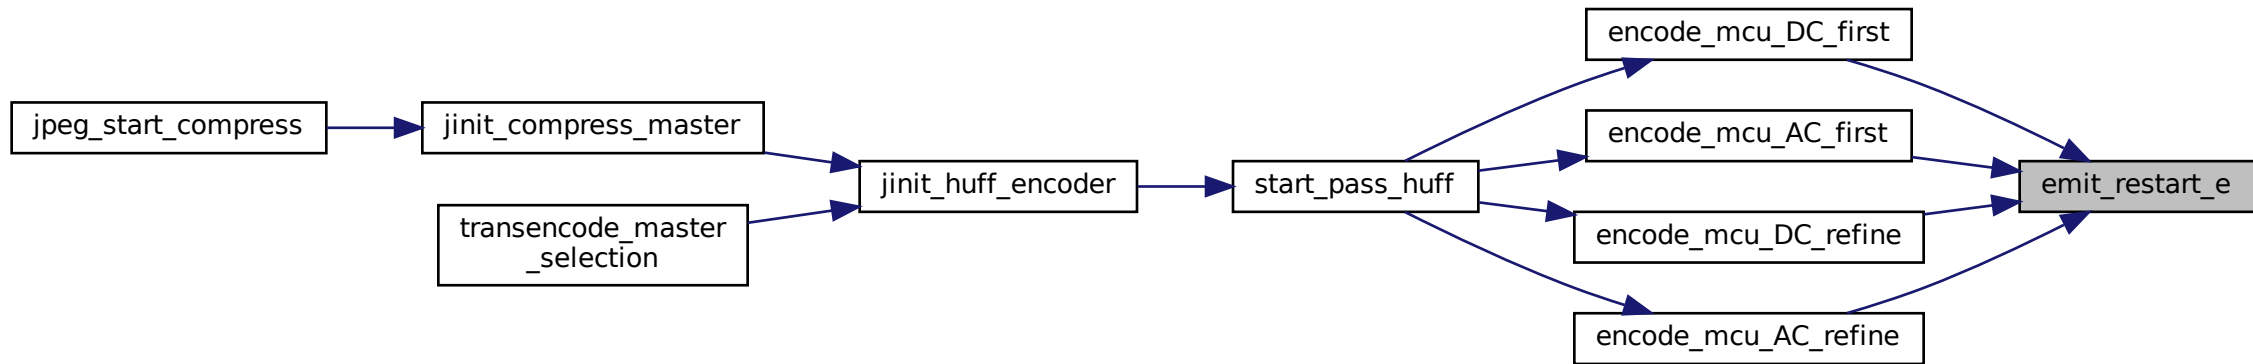 jpeg_start_compress
jinit_compress_master
transencode_master
_selection
jinit_huff_encoder
start_pass_huff
encode_mcu_DC_first
encode_mcu_AC_first
encode_mcu_DC_refine
encode_mcu_AC_refine
emit_restart_e